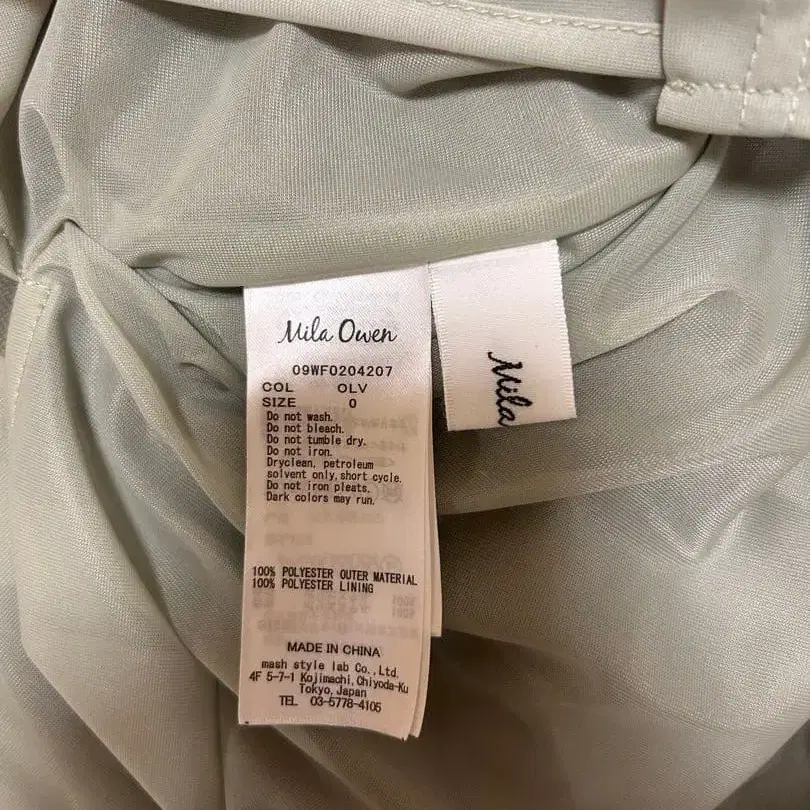 Mila Owen
09WF0204207
COL OLV
SIZE 0
Do not wash.
Do not bleach.
Do not tumble dry.
Do not iron.
Dryclean, petroleum
solvent only, short cycle.
Do not iron pleats.
Dark colors may run.
100% POLYESTER OUTER MATERIAL
100% POLYESTER LINING
MADE IN CHINA
mash style lab Co., Ltd.
4F 5-7-1 Kojimachi, Chiyoda-Ku
Tokyo, Japan
TEL 03-5778-4105
Mila